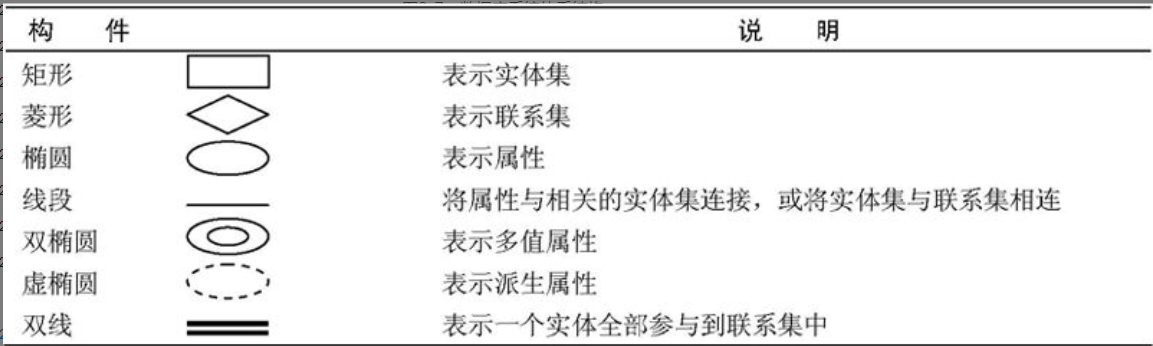 构 件 说 明
矩形 表示实体集
菱形 表示联系集
椭圆 表示属性
线段 将属性与相关的实体集连接，或将实体集与联系集相连
双椭圆 表示多值属性
虚椭圆 表示派生属性
双线 表示一个实体全部参与到联系集中